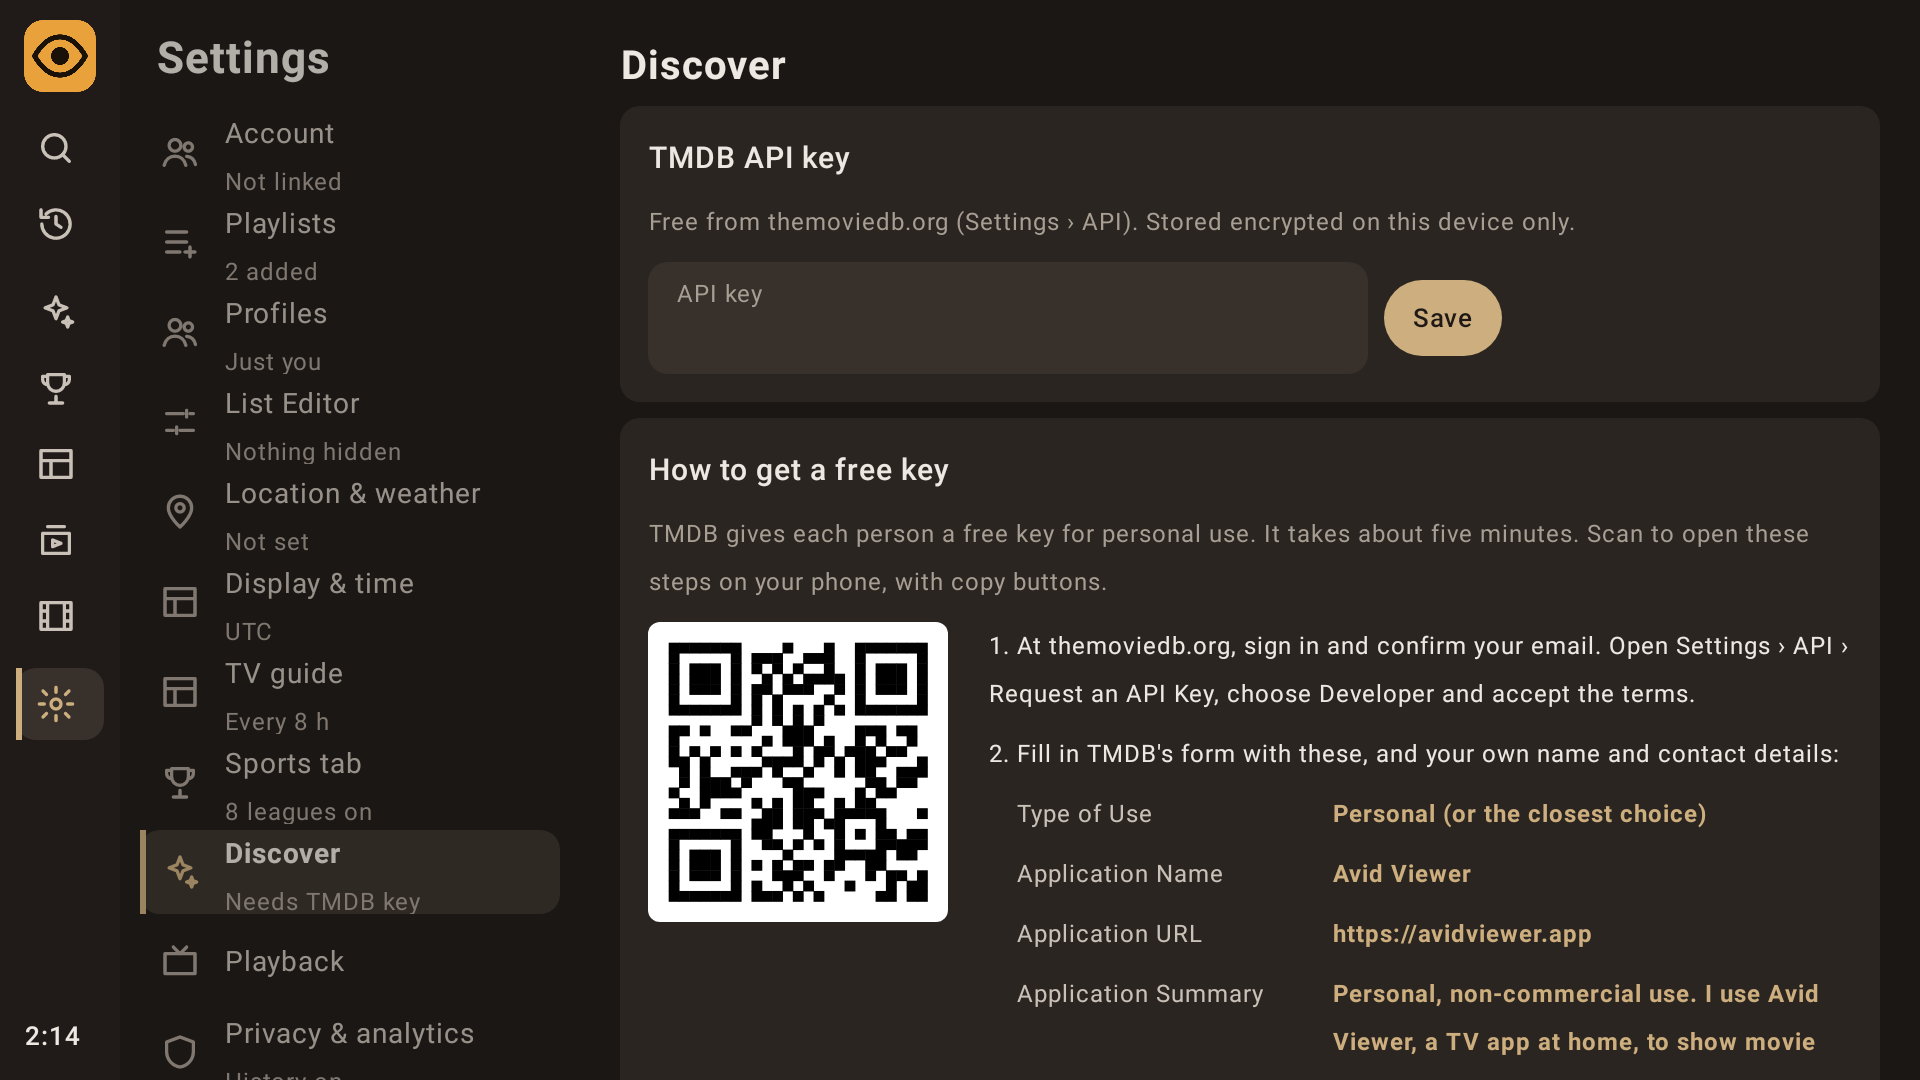 Settings
Account
Not linked
Playlists
2 added
Profiles
Just you
List Editor
Nothing hidden
Location & weather
Not set
Display & time
UTC
TV guide
Every 8 h
Sports tab
8 leagues on
Discover
Needs TMDB key
Playback
Privacy & analytics
History on
2:14
Discover
TMDB API key
Free from themoviedb.org (Settings › API). Stored encrypted on this device only.
API key
Save
How to get a free key
TMDB gives each person a free key for personal use. It takes about five minutes. Scan to open these
steps on your phone, with copy buttons.
1. At themoviedb.org, sign in and confirm your email. Open Settings › API ›
Request an API Key, choose Developer and accept the terms.
2. Fill in TMDB's form with these, and your own name and contact details:
Type of Use
Personal (or the closest choice)
Application Name
Avid Viewer
Application URL
https://avidviewer.app
Application Summary
Personal, non-commercial use. I use Avid
Viewer, a TV app at home, to show movie